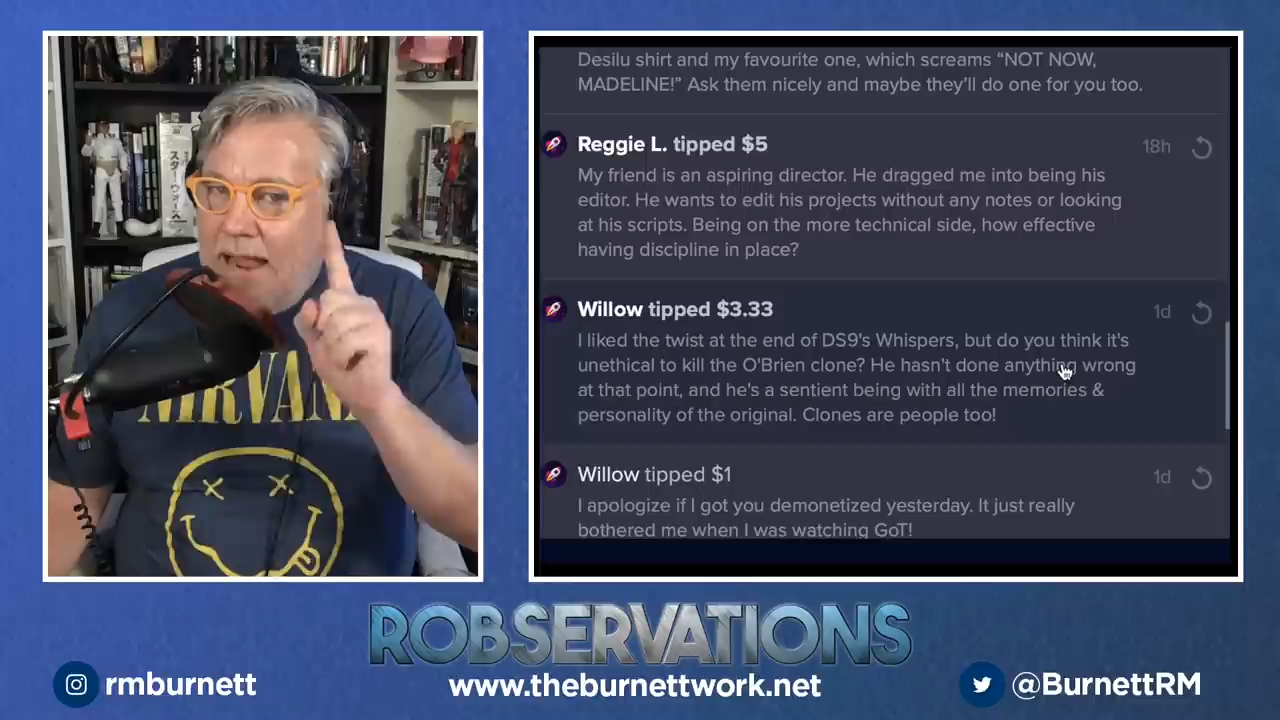 スター・ウォ
NIRVANA
Desilu shirt and my favourite one, which screams “NOT NOW,
MADELINE!” Ask them nicely and maybe they’ll do one for you too.
Reggie L. tipped $5
18h
My friend is an aspiring director. He dragged me into being his
editor. He wants to edit his projects without any notes or looking
at his scripts. Being on the more technical side, how effective
having discipline in place?
Willow tipped $3.33
1d
I liked the twist at the end of DS9's Whispers, but do you think it's
unethical to kill the O'Brien clone? He hasn't done anything wrong
at that point, and he's a sentient being with all the memories &
personality of the original. Clones are people too!
Willow tipped $1
1d
I apologize if I got you demonetized yesterday. It just really
bothered me when I was watching GoT!
ROBSERVATIONS
rmburnett
www.theburnettwork.net
@BurnettRM